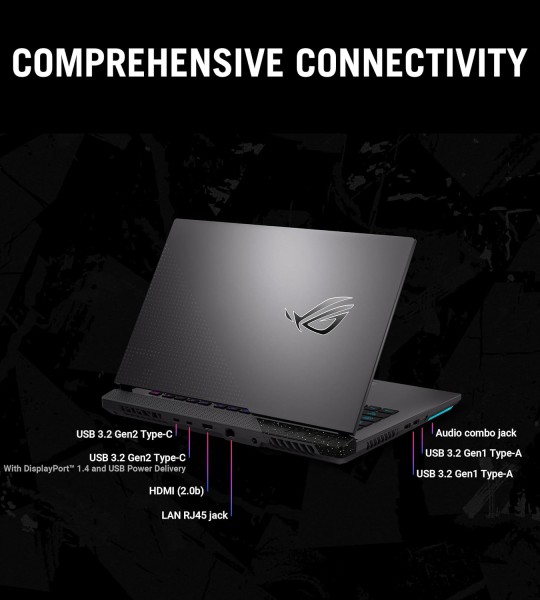 COMPREHENSIVE CONNECTIVITY
USB 3.2 Gen2 Type-C
USB 3.2 Gen2 Type-C
With DisplayPort™ 1.4 and USB Power Delivery
HDMI (2.0b)
LAN RJ45 jack
Audio combo jack
USB 3.2 Gen1 Type-A
USB 3.2 Gen1 Type-A